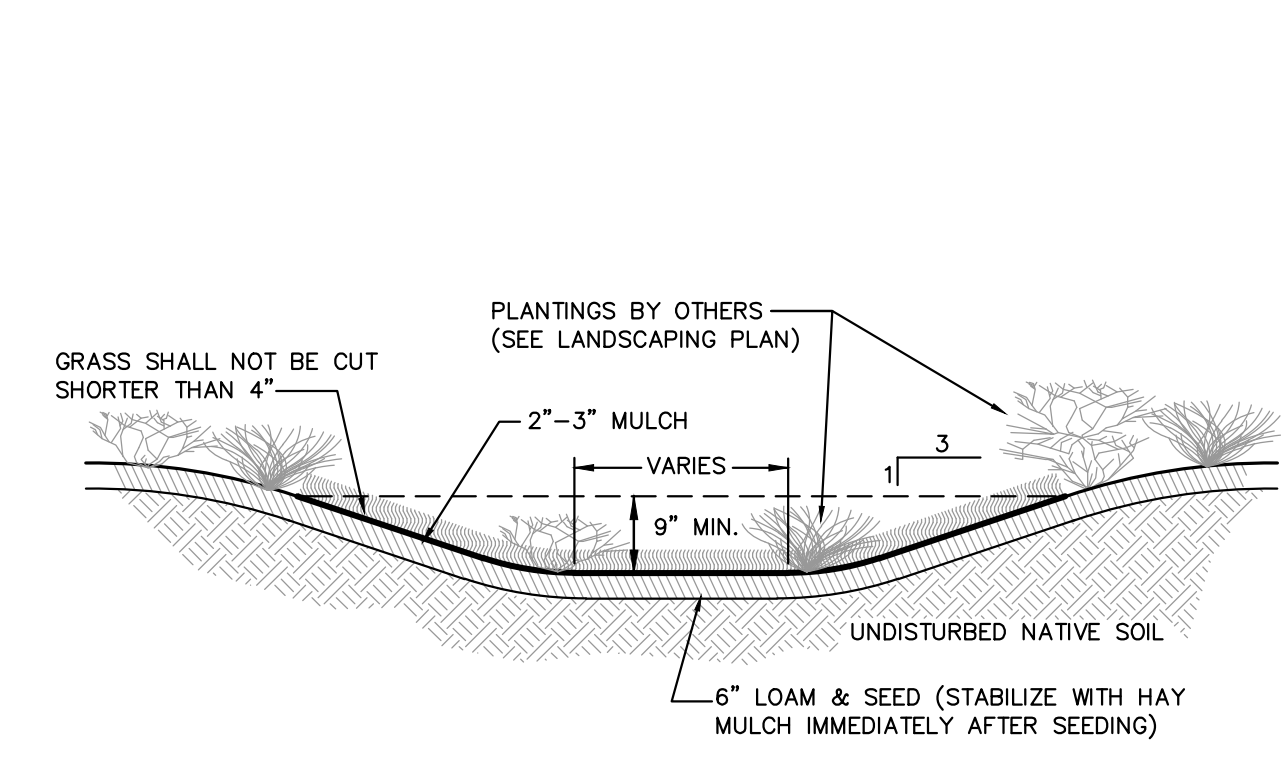 PLANTINGS BY OTHERS
(SEE LANDSCAPING PLAN)
GRASS SHALL NOT BE CUT
SHORTER THAN 4”
2”-3” MULCH
3
VARIES
1
9” MIN.
UNDISTURBED NATIVE SOIL
6” LOAM & SEED (STABILIZE WITH HAY
MULCH IMMEDIATELY AFTER SEEDING)